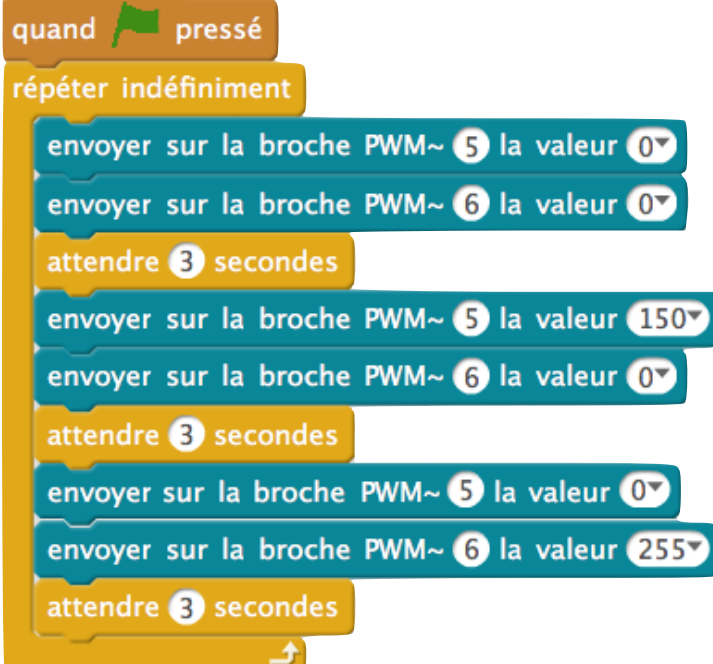 quand pressé
répéter indéfiniment
envoyer sur la broche PWM~ 5 la valeur 0
envoyer sur la broche PWM~ 6 la valeur 0
attendre 3 secondes
envoyer sur la broche PWM~ 5 la valeur 150
envoyer sur la broche PWM~ 6 la valeur 0
attendre 3 secondes
envoyer sur la broche PWM~ 5 la valeur 0
envoyer sur la broche PWM~ 6 la valeur 255
attendre 3 secondes